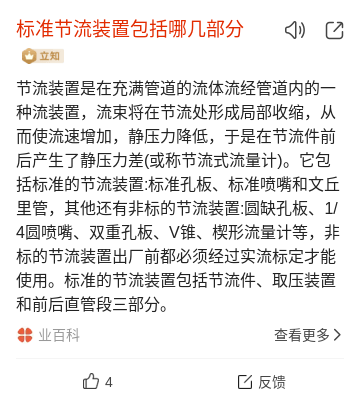 标准节流装置包括哪几部分
立知
节流装置是在充满管道的流体流经管道内的一
种流装置，流束将在节流处形成局部收缩，从
而使流速增加，静压力降低，于是在节流件前
后产生了静压力差(或称节流式流量计)。它包
括标准的节流装置:标准孔板、标准喷嘴和文丘
里管，其他还有非标的节流装置:圆缺孔板、1/
4圆喷嘴、双重孔板、V锥、楔形流量计等，非
标的节流装置出厂前都必须经过实流标定才能
使用。标准的节流装置包括节流件、取压装置
和前后直管段三部分。
业百科
查看更多
4
反馈